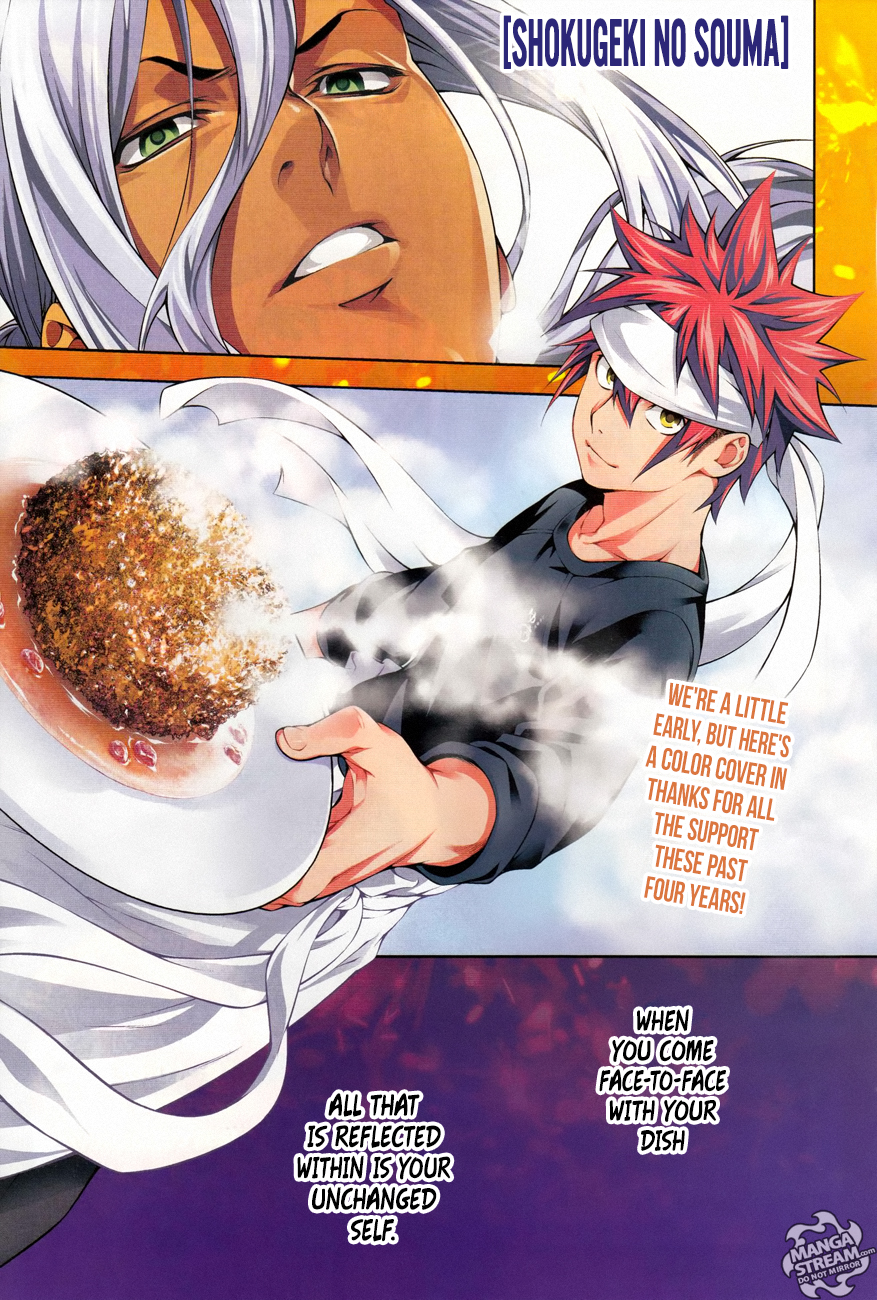 [SHOKUGEKI NO SOUMA]
WE'RE A LITTLE
EARLY, BUT HERE'S
A COLOR COVER IN
THANKS FOR ALL
THE SUPPORT
THESE PAST
FOUR YEARS!
WHEN
YOU COME
FACE-TO-FACE
WITH YOUR
DISH
ALL THAT
IS REFLECTED
WITHIN IS YOUR
UNCHANGED
SELF.
MANGA
STREAM.com
DO NOT MIRROR